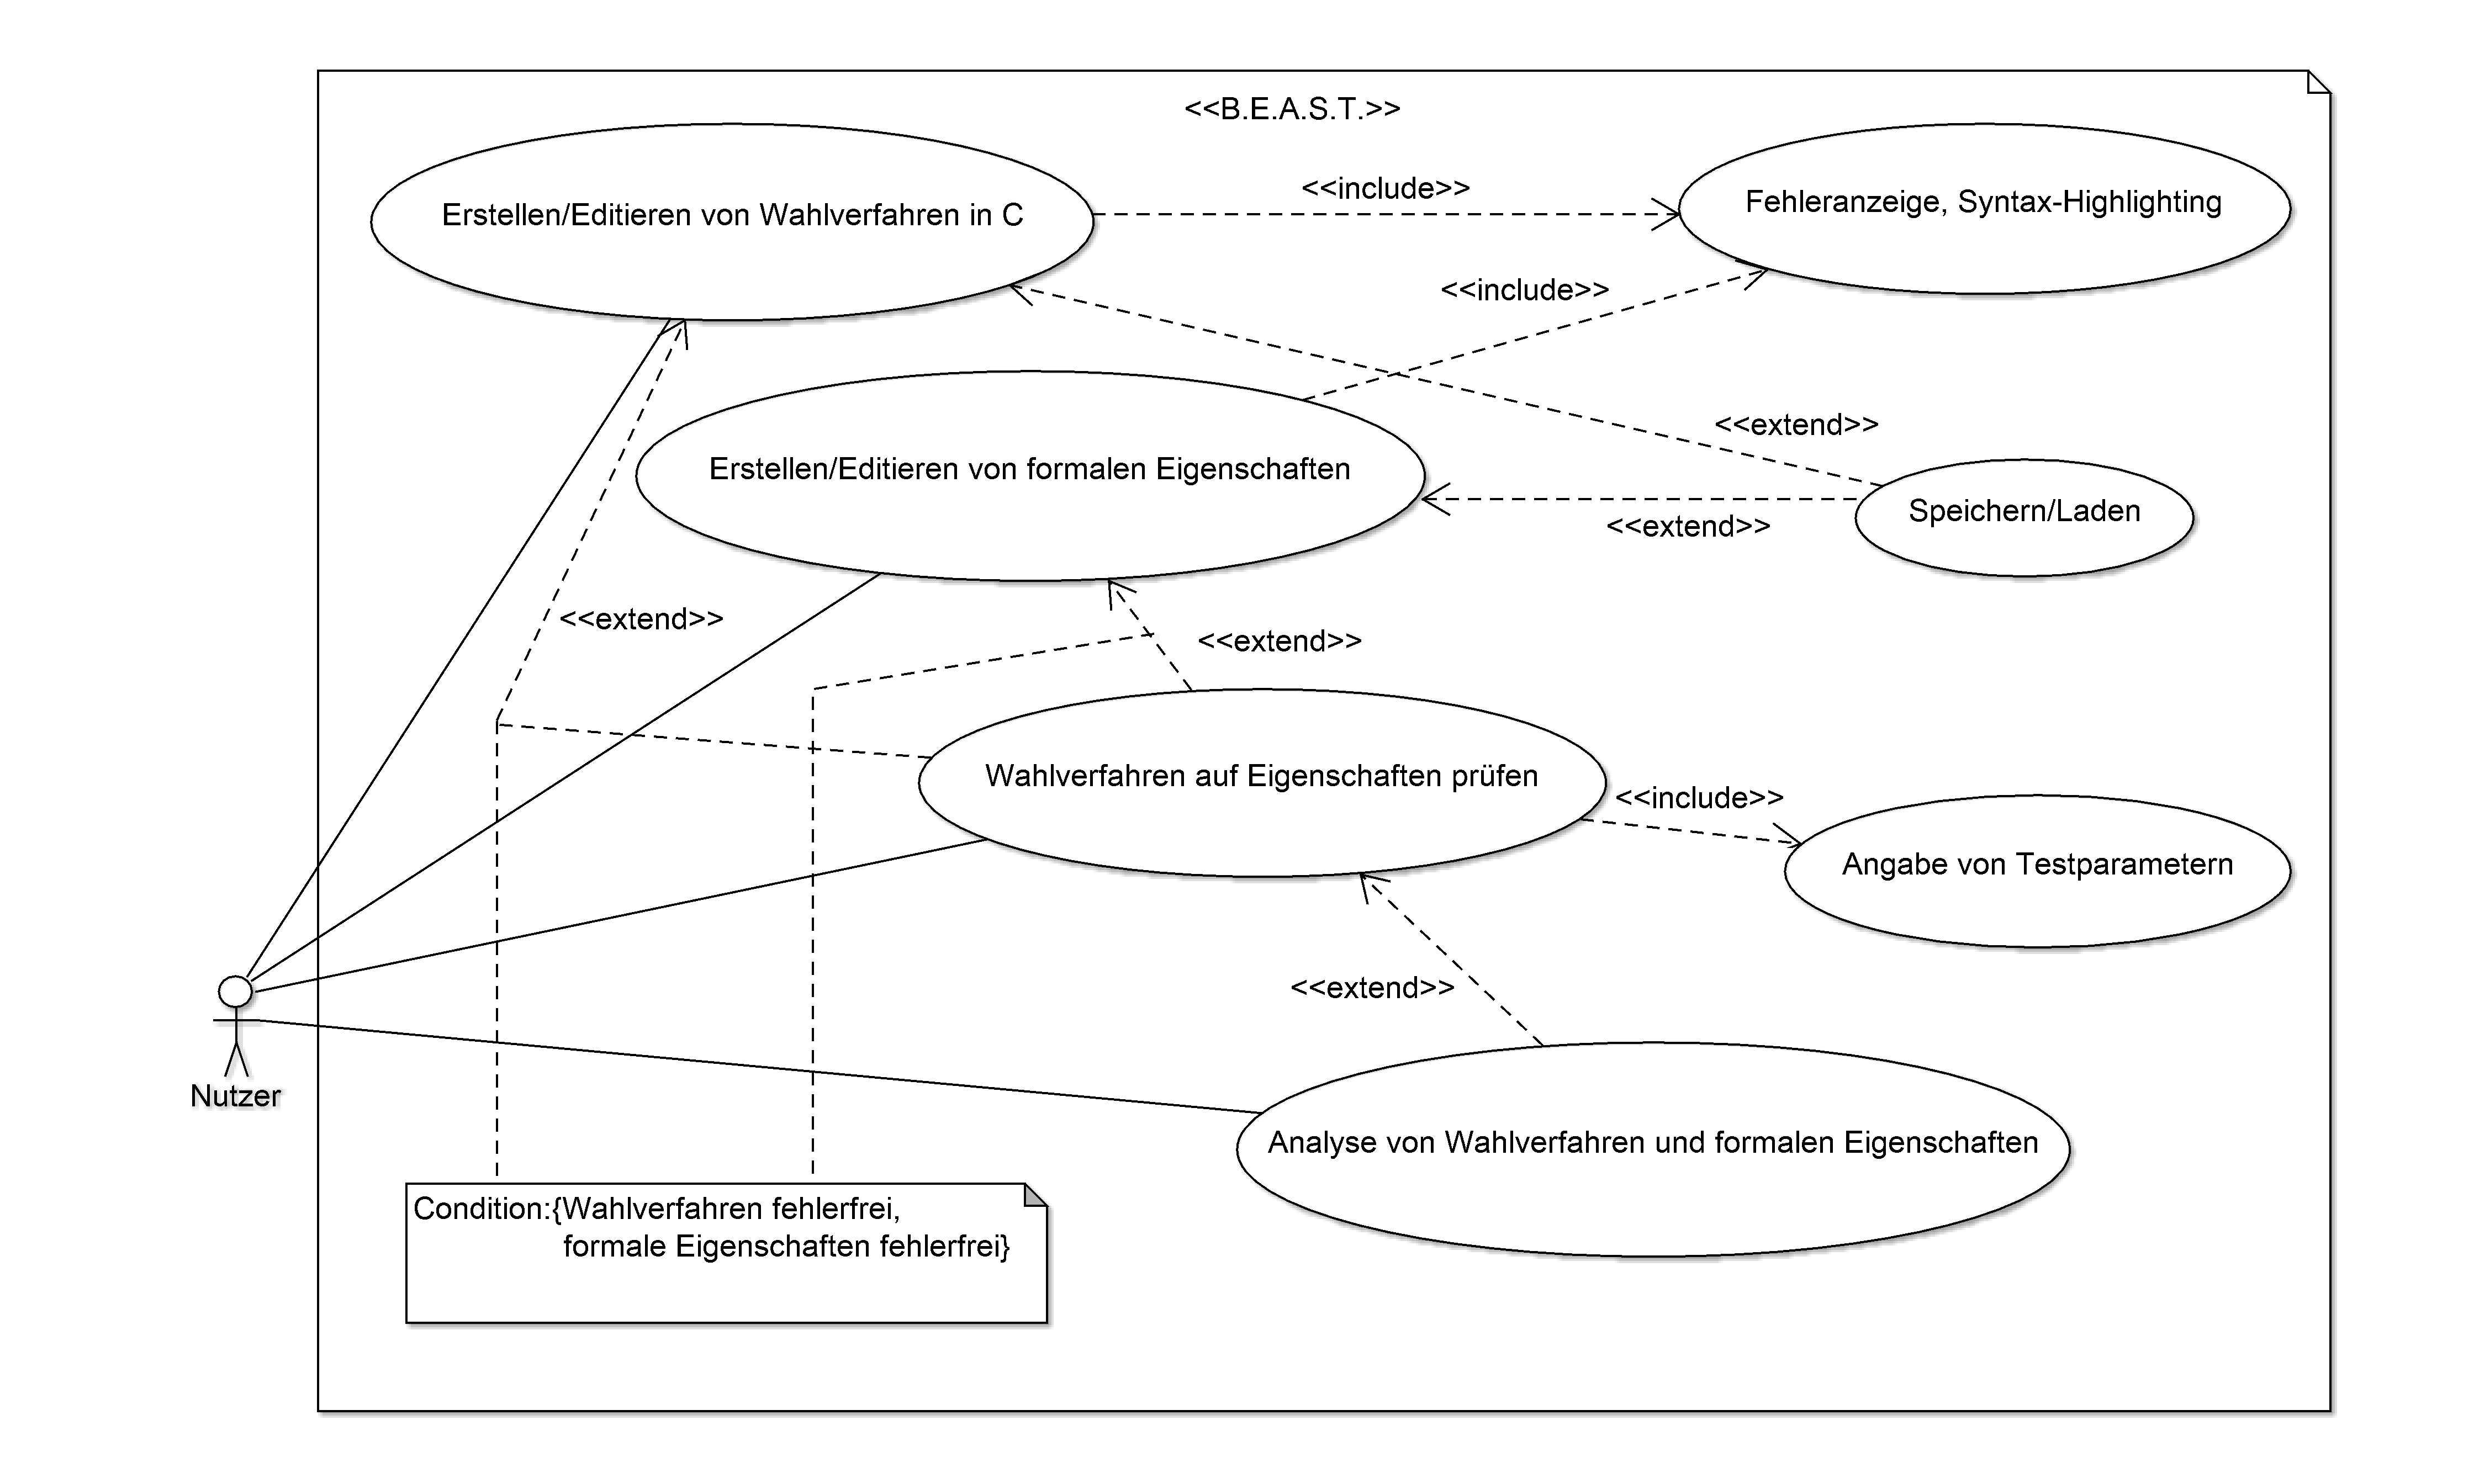 <<B.E.A.S.T.>>
Erstellen/Editieren von Wahlverfahren in C
<<include>>
Fehleranzeige, Syntax-Highlighting
<<include>>
<<extend>>
Erstellen/Editieren von formalen Eigenschaften
Speichern/Laden
<<extend>>
<<extend>>
<<extend>>
Wahlverfahren auf Eigenschaften prüfen
<<include>>
Angabe von Testparametern
<<extend>>
Nutzer
Analyse von Wahlverfahren und formalen Eigenschaften
Condition:{Wahlverfahren fehlerfrei,
formale Eigenschaften fehlerfrei}